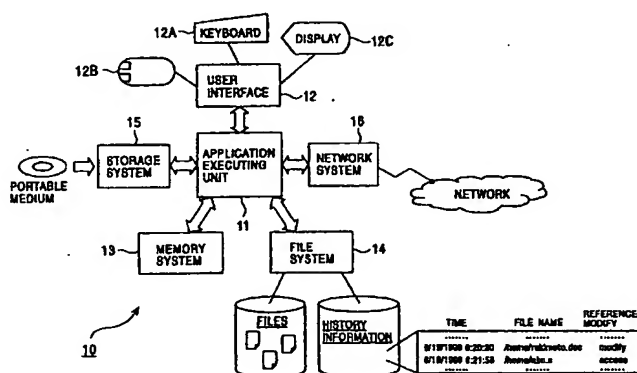 12A
KEYBOARD
DISPLAY
12C
12B
USER
INTERFACE
12
15
STORAGE
SYSTEM
APPLICATION
EXECUTING
UNIT
16
NETWORK
SYSTEM
PORTABLE
MEDIUM
NETWORK
11
13
MEMORY
SYSTEM
FILE
SYSTEM
14
10
FILES
HISTORY
INFORMATION
TIME FILE NAME REFERENCE
MODIFY
modify
access